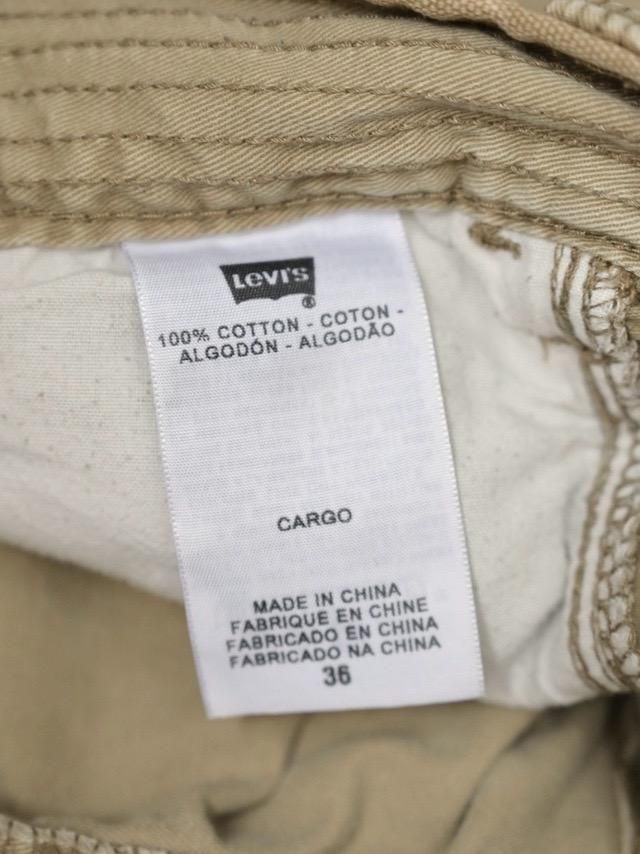 Levi's
®
100% COTTON - COTON -
ALGODÓN - ALGODÃO
CARGO
MADE IN CHINA
FABRIQUE EN CHINE
FABRICADO EN CHINA
FABRICADO NA CHINA
36